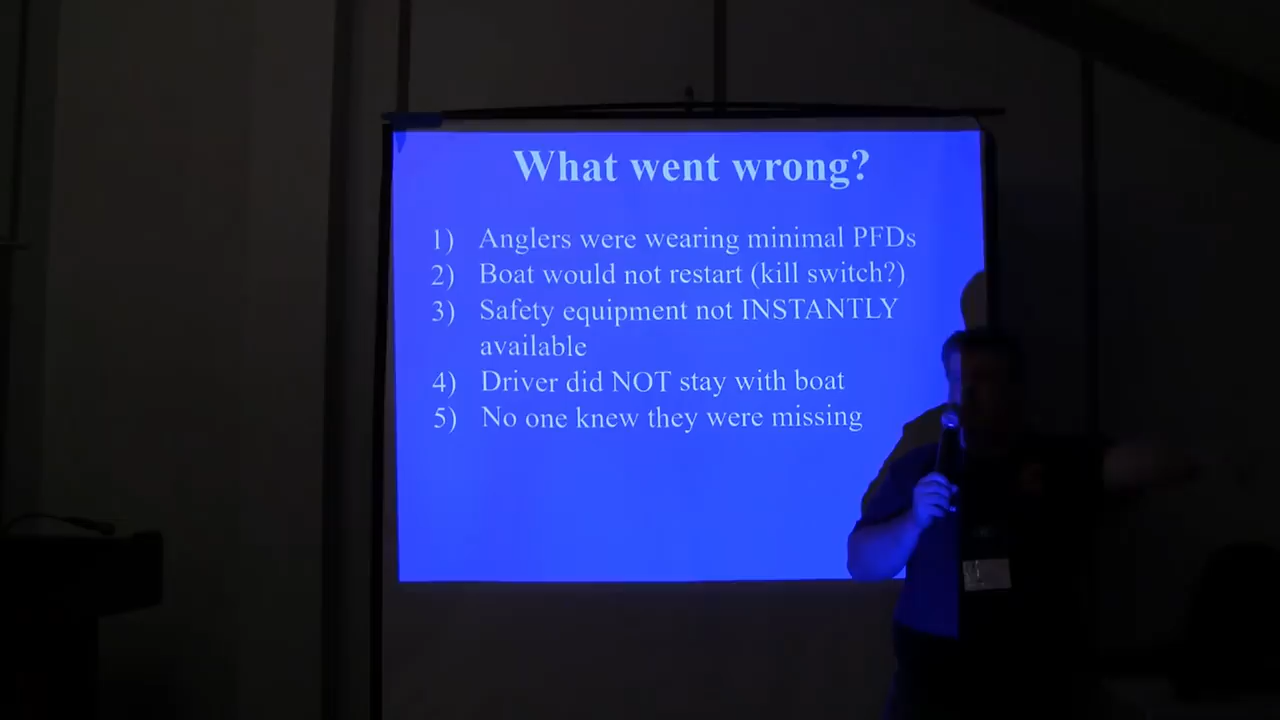 What went wrong?
1) Anglers were wearing minimal PFDs
2) Boat would not restart (kill switch?)
3) Safety equipment not INSTANTLY
available
4) Driver did NOT stay with boat
5) No one knew they were missing